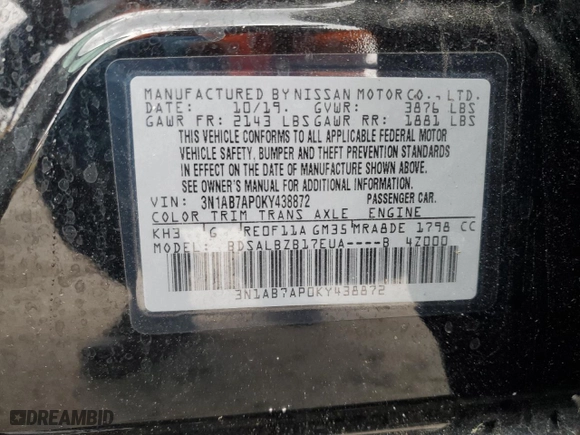 MANUFACTURED BY NISSAN MOTOR CO., LTD.
DATE: 10/19. GVWR: 3876 LBS
GAWR FR: 2143 LBS GAWR RR: 1881 LBS
THIS VEHICLE CONFORMS TO ALL APPLICABLE FEDERAL MOTOR
VEHICLE SAFETY, BUMPER AND THEFT PREVENTION STANDARDS
IN EFFECT ON THE DATE OF MANUFACTURE SHOWN ABOVE.
SEE OWNER'S MANUAL FOR ADDITIONAL INFORMATION.
VIN: 3N1AB7AP0KY438872 PASSENGER CAR.
COLOR TRIM TRANS AXLE ENGINE
KH3 G RE0F11A GM35 MRA8DE 1798 CC
MODEL: BDSALBZB17EUA----B 4Z000
3N1AB7AP0KY438872
DREAMBID